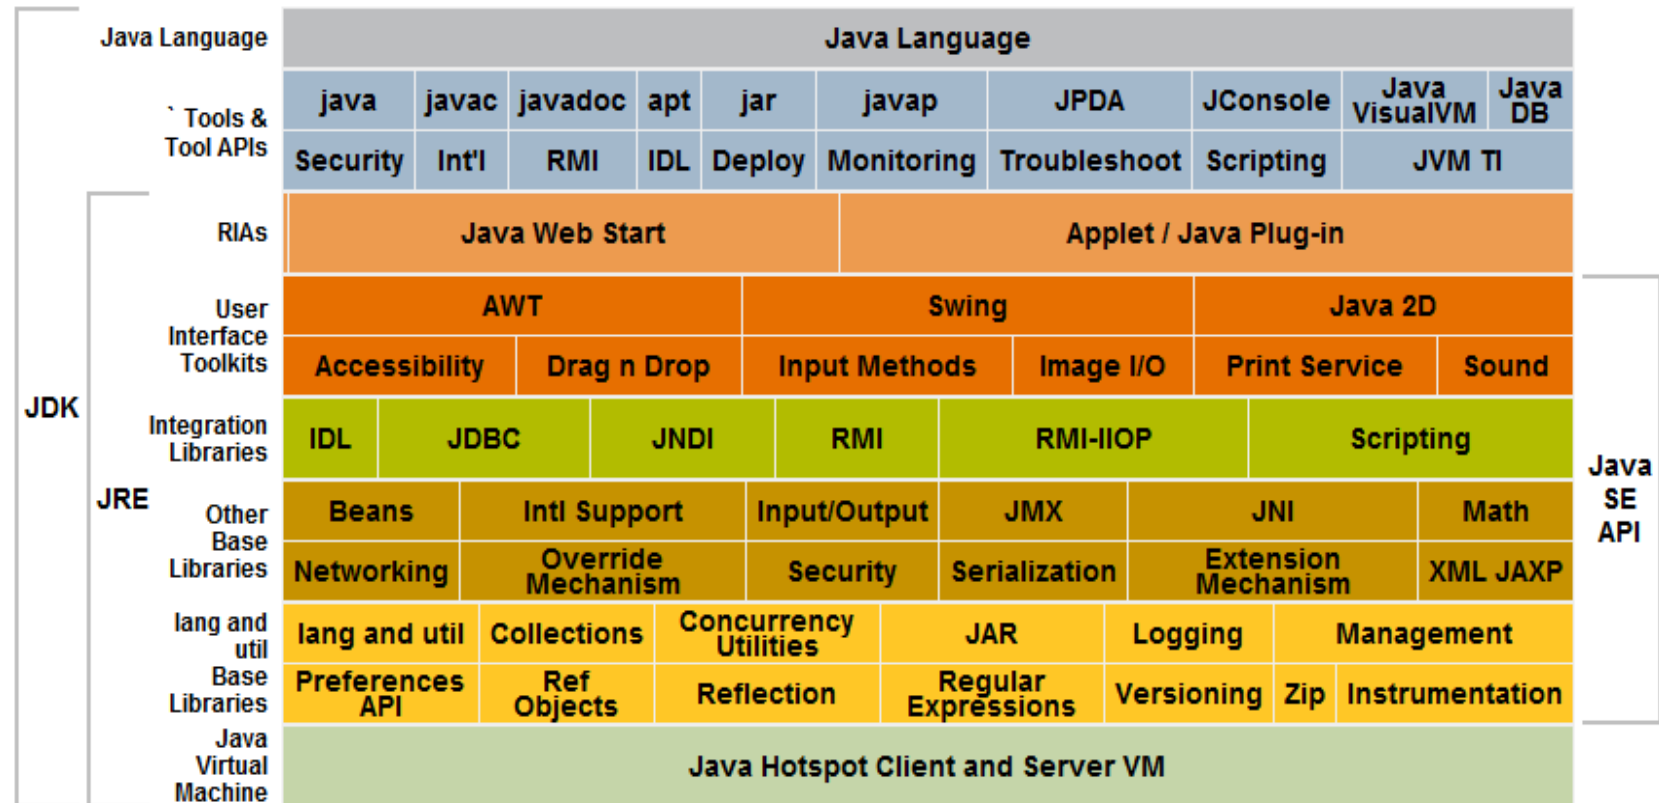 Java Language
Java Language
` Tools &
Tool APIs
java javac javadoc apt jar javap JPDA JConsole Java VisualVM Java DB
Security Int'l RMI IDL Deploy Monitoring Troubleshoot Scripting JVM TI
RIAs
Java Web Start Applet / Java Plug-in
User
Interface
Toolkits
AWT Swing Java 2D
Accessibility Drag n Drop Input Methods Image I/O Print Service Sound
JDK
Integration
Libraries
IDL JDBC JNDI RMI RMI-IIOP Scripting
JRE
Other
Base
Libraries
Beans Intl Support Input/Output JMX JNI Math
Networking Override Mechanism Security Serialization Extension Mechanism XML JAXP
Java
SE
API
lang and
util
Base
Libraries
lang and util Collections Concurrency Utilities JAR Logging Management
Preferences API Ref Objects Reflection Regular Expressions Versioning Zip Instrumentation
Java
Virtual
Machine
Java Hotspot Client and Server VM